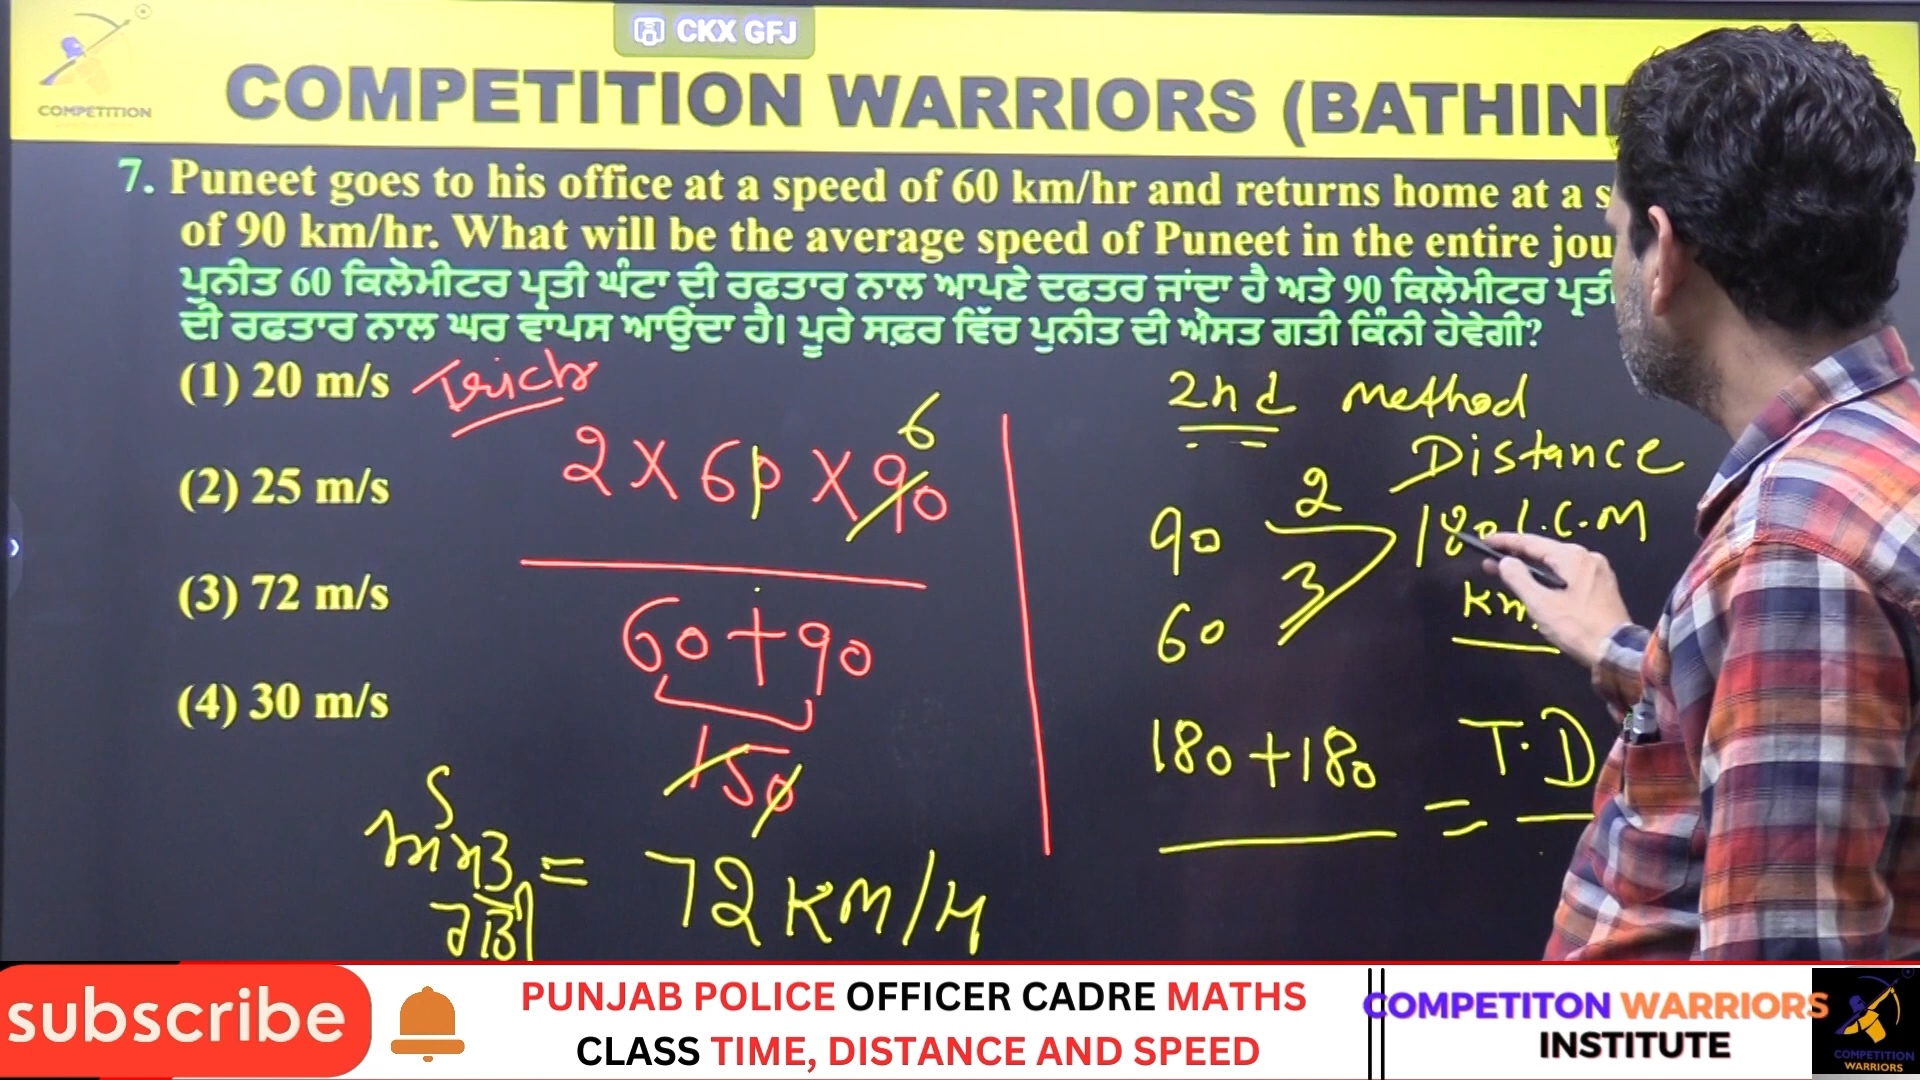 CKX GFJ
COMPETITION
COMPETITION WARRIORS (BATHIN
7. Puneet goes to his office at a speed of 60 km/hr and returns home at a s
of 90 km/hr. What will be the average speed of Puneet in the entire jou
ਪੁਨੀਤ 60 ਕਿਲੋਮੀਟਰ ਪ੍ਰਤੀ ਘੰਟਾ ਦੀ ਰਫਤਾਰ ਨਾਲ ਆਪਣੇ ਦਫਤਰ ਜਾਂਦਾ ਹੈ ਅਤੇ 90 ਕਿਲੋਮੀਟਰ ਪ੍ਰਤੀ
ਦੀ ਰਫਤਾਰ ਨਾਲ ਘਰ ਵਾਪਸ ਆਉਂਦਾ ਹੈ। ਪੂਰੇ ਸਫ਼ਰ ਵਿੱਚ ਪੁਨੀਤ ਦੀ ਔਸਤ ਗਤੀ ਕਿੰਨੀ ਹੋਵੇਗੀ?
(1) 20 m/s
(2) 25 m/s
(3) 72 m/s
(4) 30 m/s
Trick
6
2 x 60 x 90
60 + 90
150
S
ਔਸਤ = 72 KM/H
ਗਤੀ
2nd method
Distance
2
90
180 L.C.M
3
Km
60
180 + 180 = T.D
subscribe
PUNJAB POLICE OFFICER CADRE MATHS
CLASS TIME, DISTANCE AND SPEED
COMPETITON WARRIORS
INSTITUTE
COMPETITION
WARRIORS